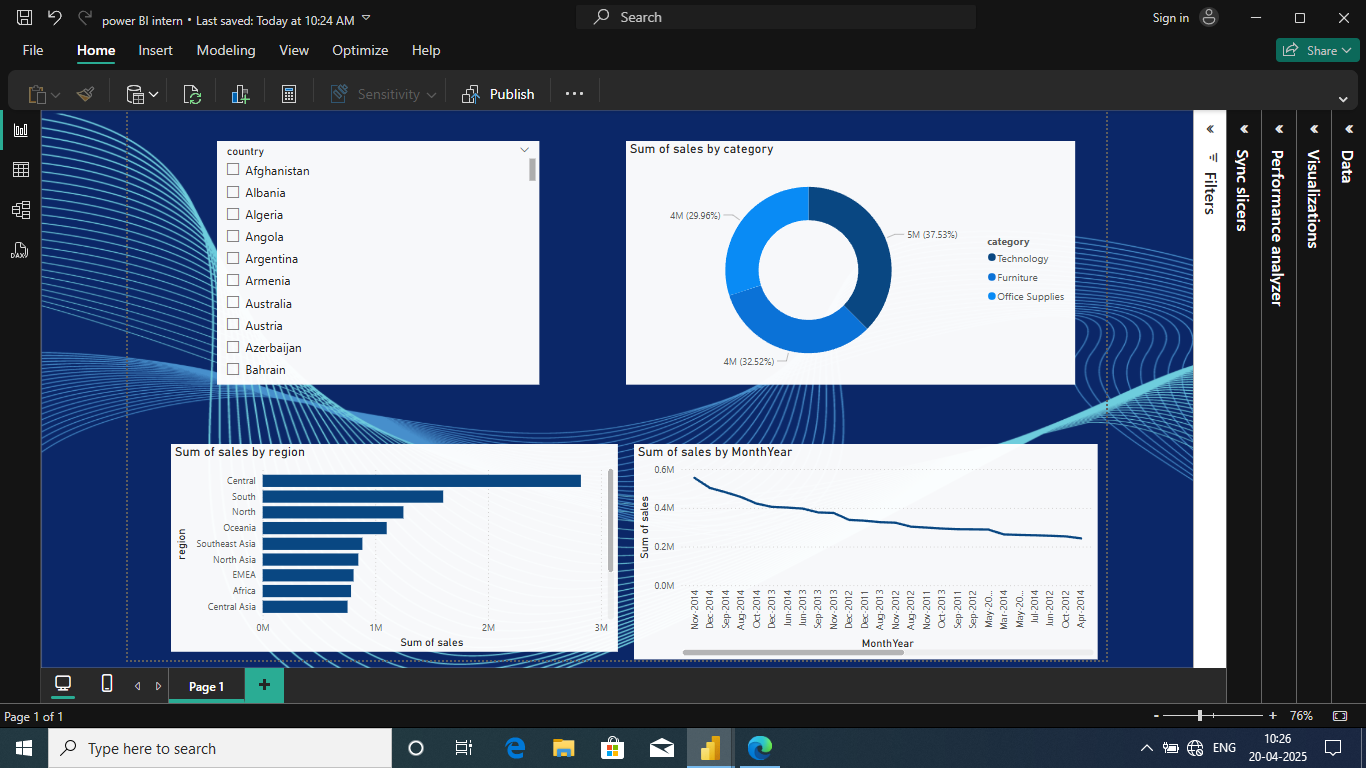 power BI intern • Last saved: Today at 10:24 AM
Search
Sign in
File Home Insert Modeling View Optimize Help
Share
Sensitivity
Publish
country
Afghanistan
Albania
Algeria
Angola
Argentina
Armenia
Australia
Austria
Azerbaijan
Bahrain
Sum of sales by category
4M (29.96%)
5M (37.53%)
4M (32.52%)
category
Technology
Furniture
Office Supplies
Sum of sales by region
region
Central
South
North
Oceania
Southeast Asia
North Asia
EMEA
Africa
Central Asia
0M 1M 2M 3M
Sum of sales
Sum of sales by MonthYear
Sum of sales
0.6M
0.4M
0.2M
0.0M
Nov-2014
Dec-2014
Sep-2014
Aug-2014
Oct-2014
Dec-2013
Jun-2014
Jun-2013
Sep-2013
Nov-2013
Dec-2012
Dec-2011
Aug-2013
Nov-2012
Aug-2012
Nov-2011
Oct-2013
Sep-2011
Sep-2012
May-20...
Mar-2014
May-20...
Jul-2014
Jun-2012
Oct-2012
Apr-2014
MonthYear
Filters
Sync slicers
Performance analyzer
Visualizations
Data
DAX
Page 1
+
Page 1 of 1
- + 76%
Type here to search
ENG
10:26
20-04-2025